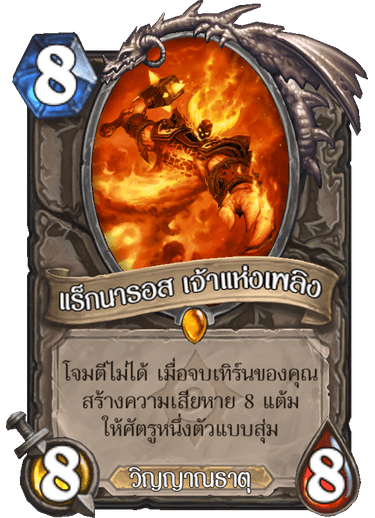 8
แร็กนารอส เจ้าแห่งเพลิง
โจมตีไม่ได้ เมื่อจบเทิร์นของคุณ
สร้างความเสียหาย 8 แต้ม
ให้ศัตรูหนึ่งตัวแบบสุ่ม
8
วิญญาณธาตุ
8